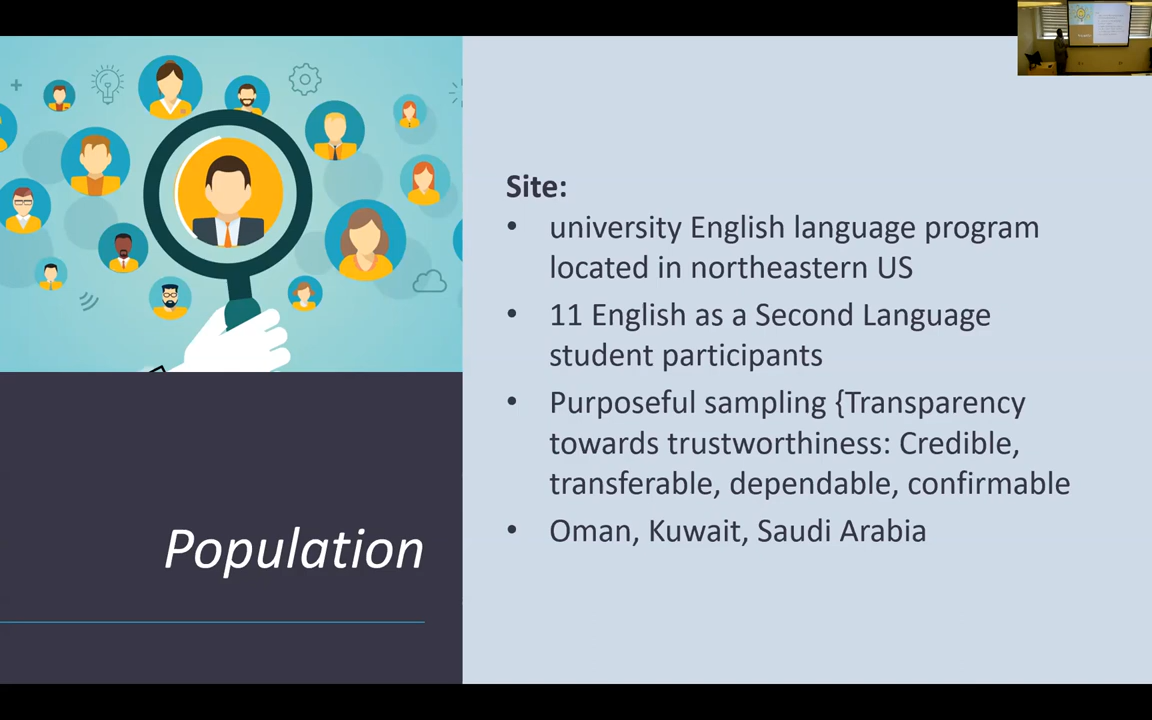 Site:
• university English language program
located in northeastern US
• 11 English as a Second Language
student participants
• Purposeful sampling {Transparency
towards trustworthiness: Credible,
transferable, dependable, confirmable
• Oman, Kuwait, Saudi Arabia
Population